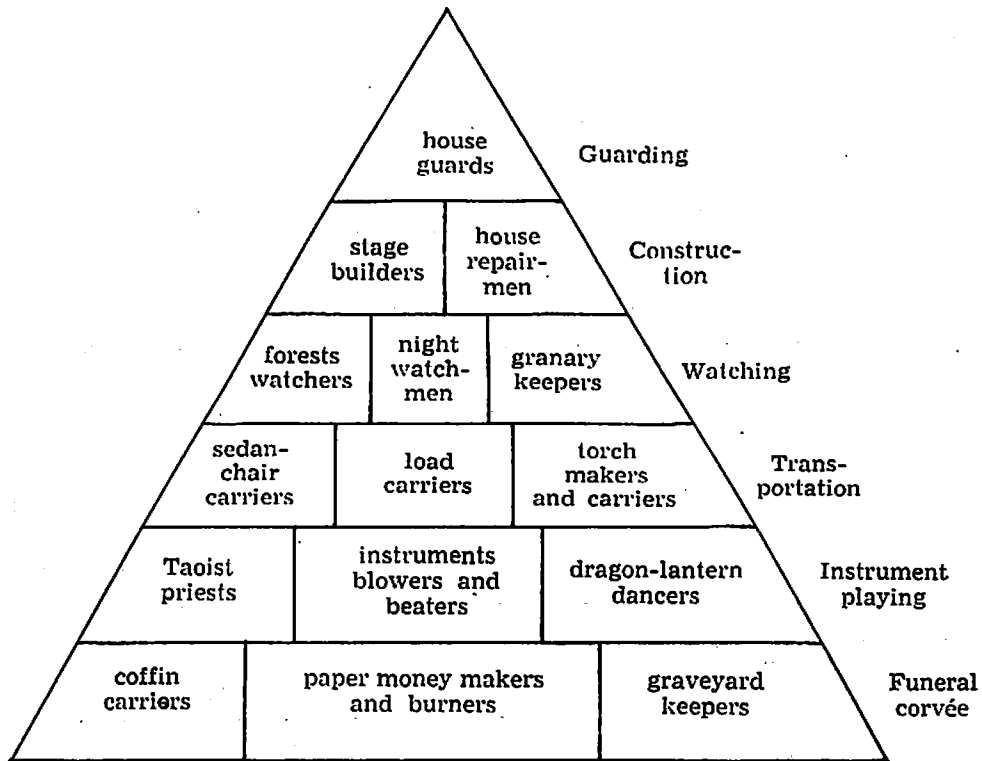 house
guards
Guarding
stage
builders
house
repair-
men
Construc-
tion
forests
watchers
night
watch-
men
granary
keepers
Watching
sedan-
chair
carriers
load
carriers
torch
makers
and carriers
Trans-
portation
Taoist
priests
instruments
blowers and
beaters
dragon-lantern
dancers
Instrument
playing
coffin
carriers
paper money makers
and burners
graveyard
keepers
Funeral
corvée